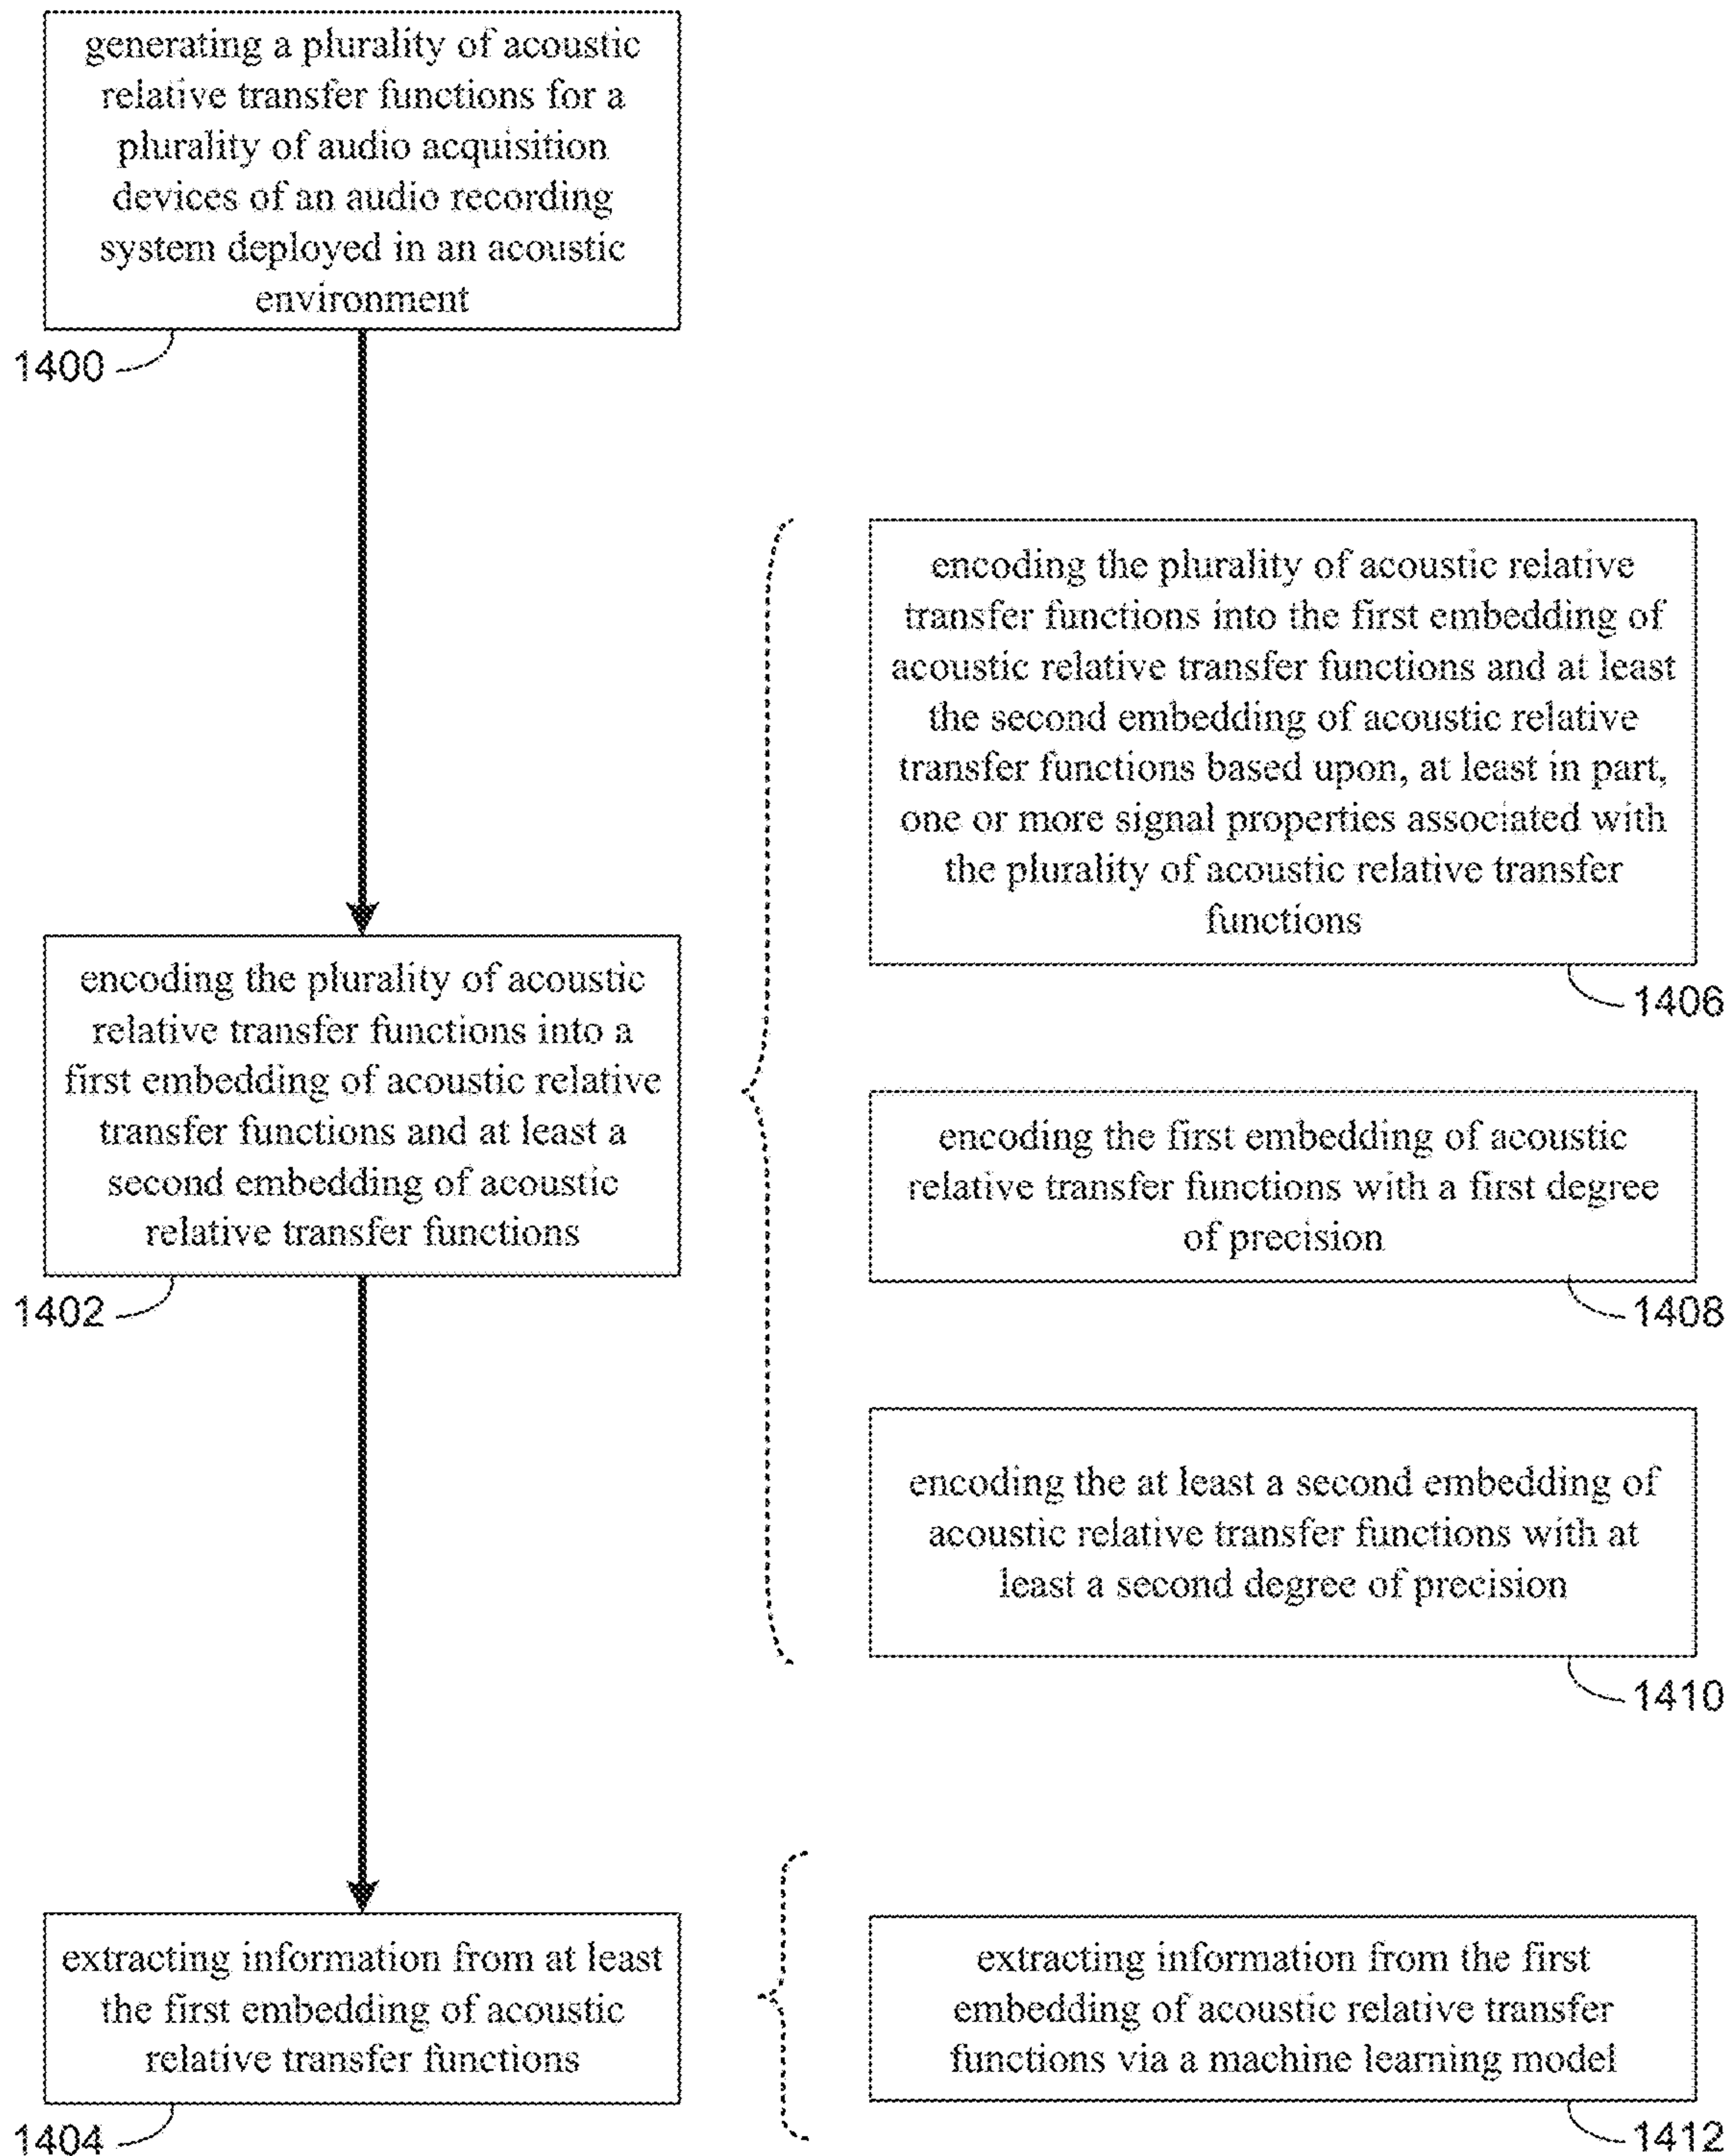 generating a plurality of acoustic
relative transfer functions for a
plurality of audio acquisition
devices of an audio recording
system deployed in an acoustic
environment
1400
encoding the plurality of acoustic
relative transfer functions into a
first embedding of acoustic relative
transfer functions and at least a
second embedding of acoustic
relative transfer functions
1402
encoding the plurality of acoustic relative
transfer functions into the first embedding of
acoustic relative transfer functions and at least
the second embedding of acoustic relative
transfer functions based upon, at least in part,
one or more signal properties associated with
the plurality of acoustic relative transfer
functions
1406
encoding the first embedding of acoustic
relative transfer functions with a first degree
of precision
1408
encoding the at least a second embedding of
acoustic relative transfer functions with at
least a second degree of precision
1410
extracting information from at least
the first embedding of acoustic
relative transfer functions
1404
extracting information from the first
embedding of acoustic relative transfer
functions via a machine learning model
1412